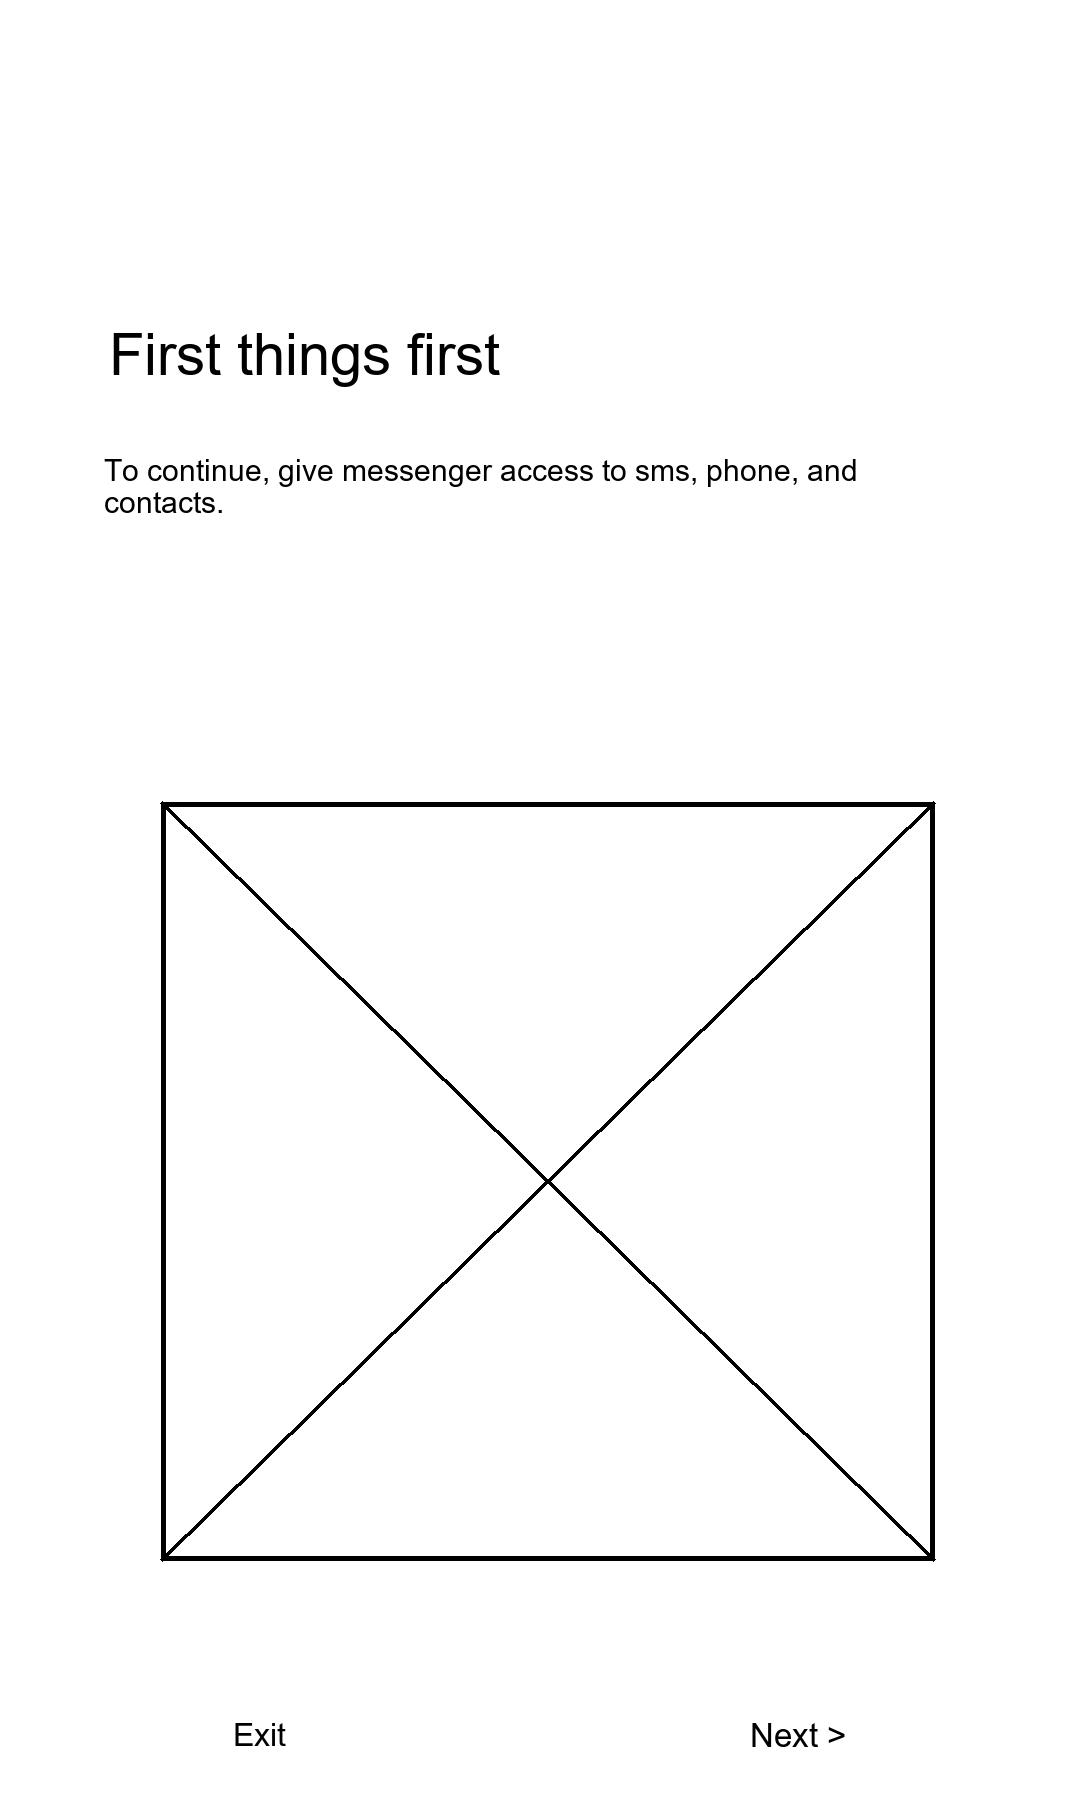 First things first
To continue, give messenger access to sms, phone, and
contacts.
Exit
Next >